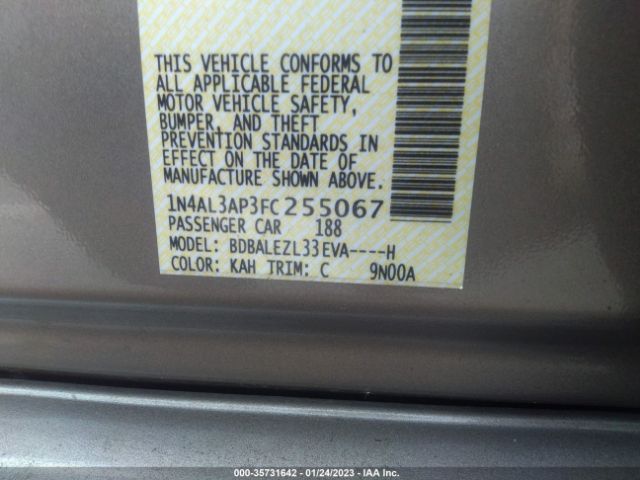 THIS VEHICLE CONFORMS TO
ALL APPLICABLE FEDERAL
MOTOR VEHICLE SAFETY,
BUMPER, AND THEFT
PREVENTION STANDARDS IN
EFFECT ON THE DATE OF
MANUFACTURE SHOWN ABOVE.
1N4AL3AP3FC255067
PASSENGER CAR 188
MODEL: BDBALEZL33EVA----H
COLOR: KAH TRIM: C 9N00A
000-35731642 - 01/24/2023 - IAA Inc.